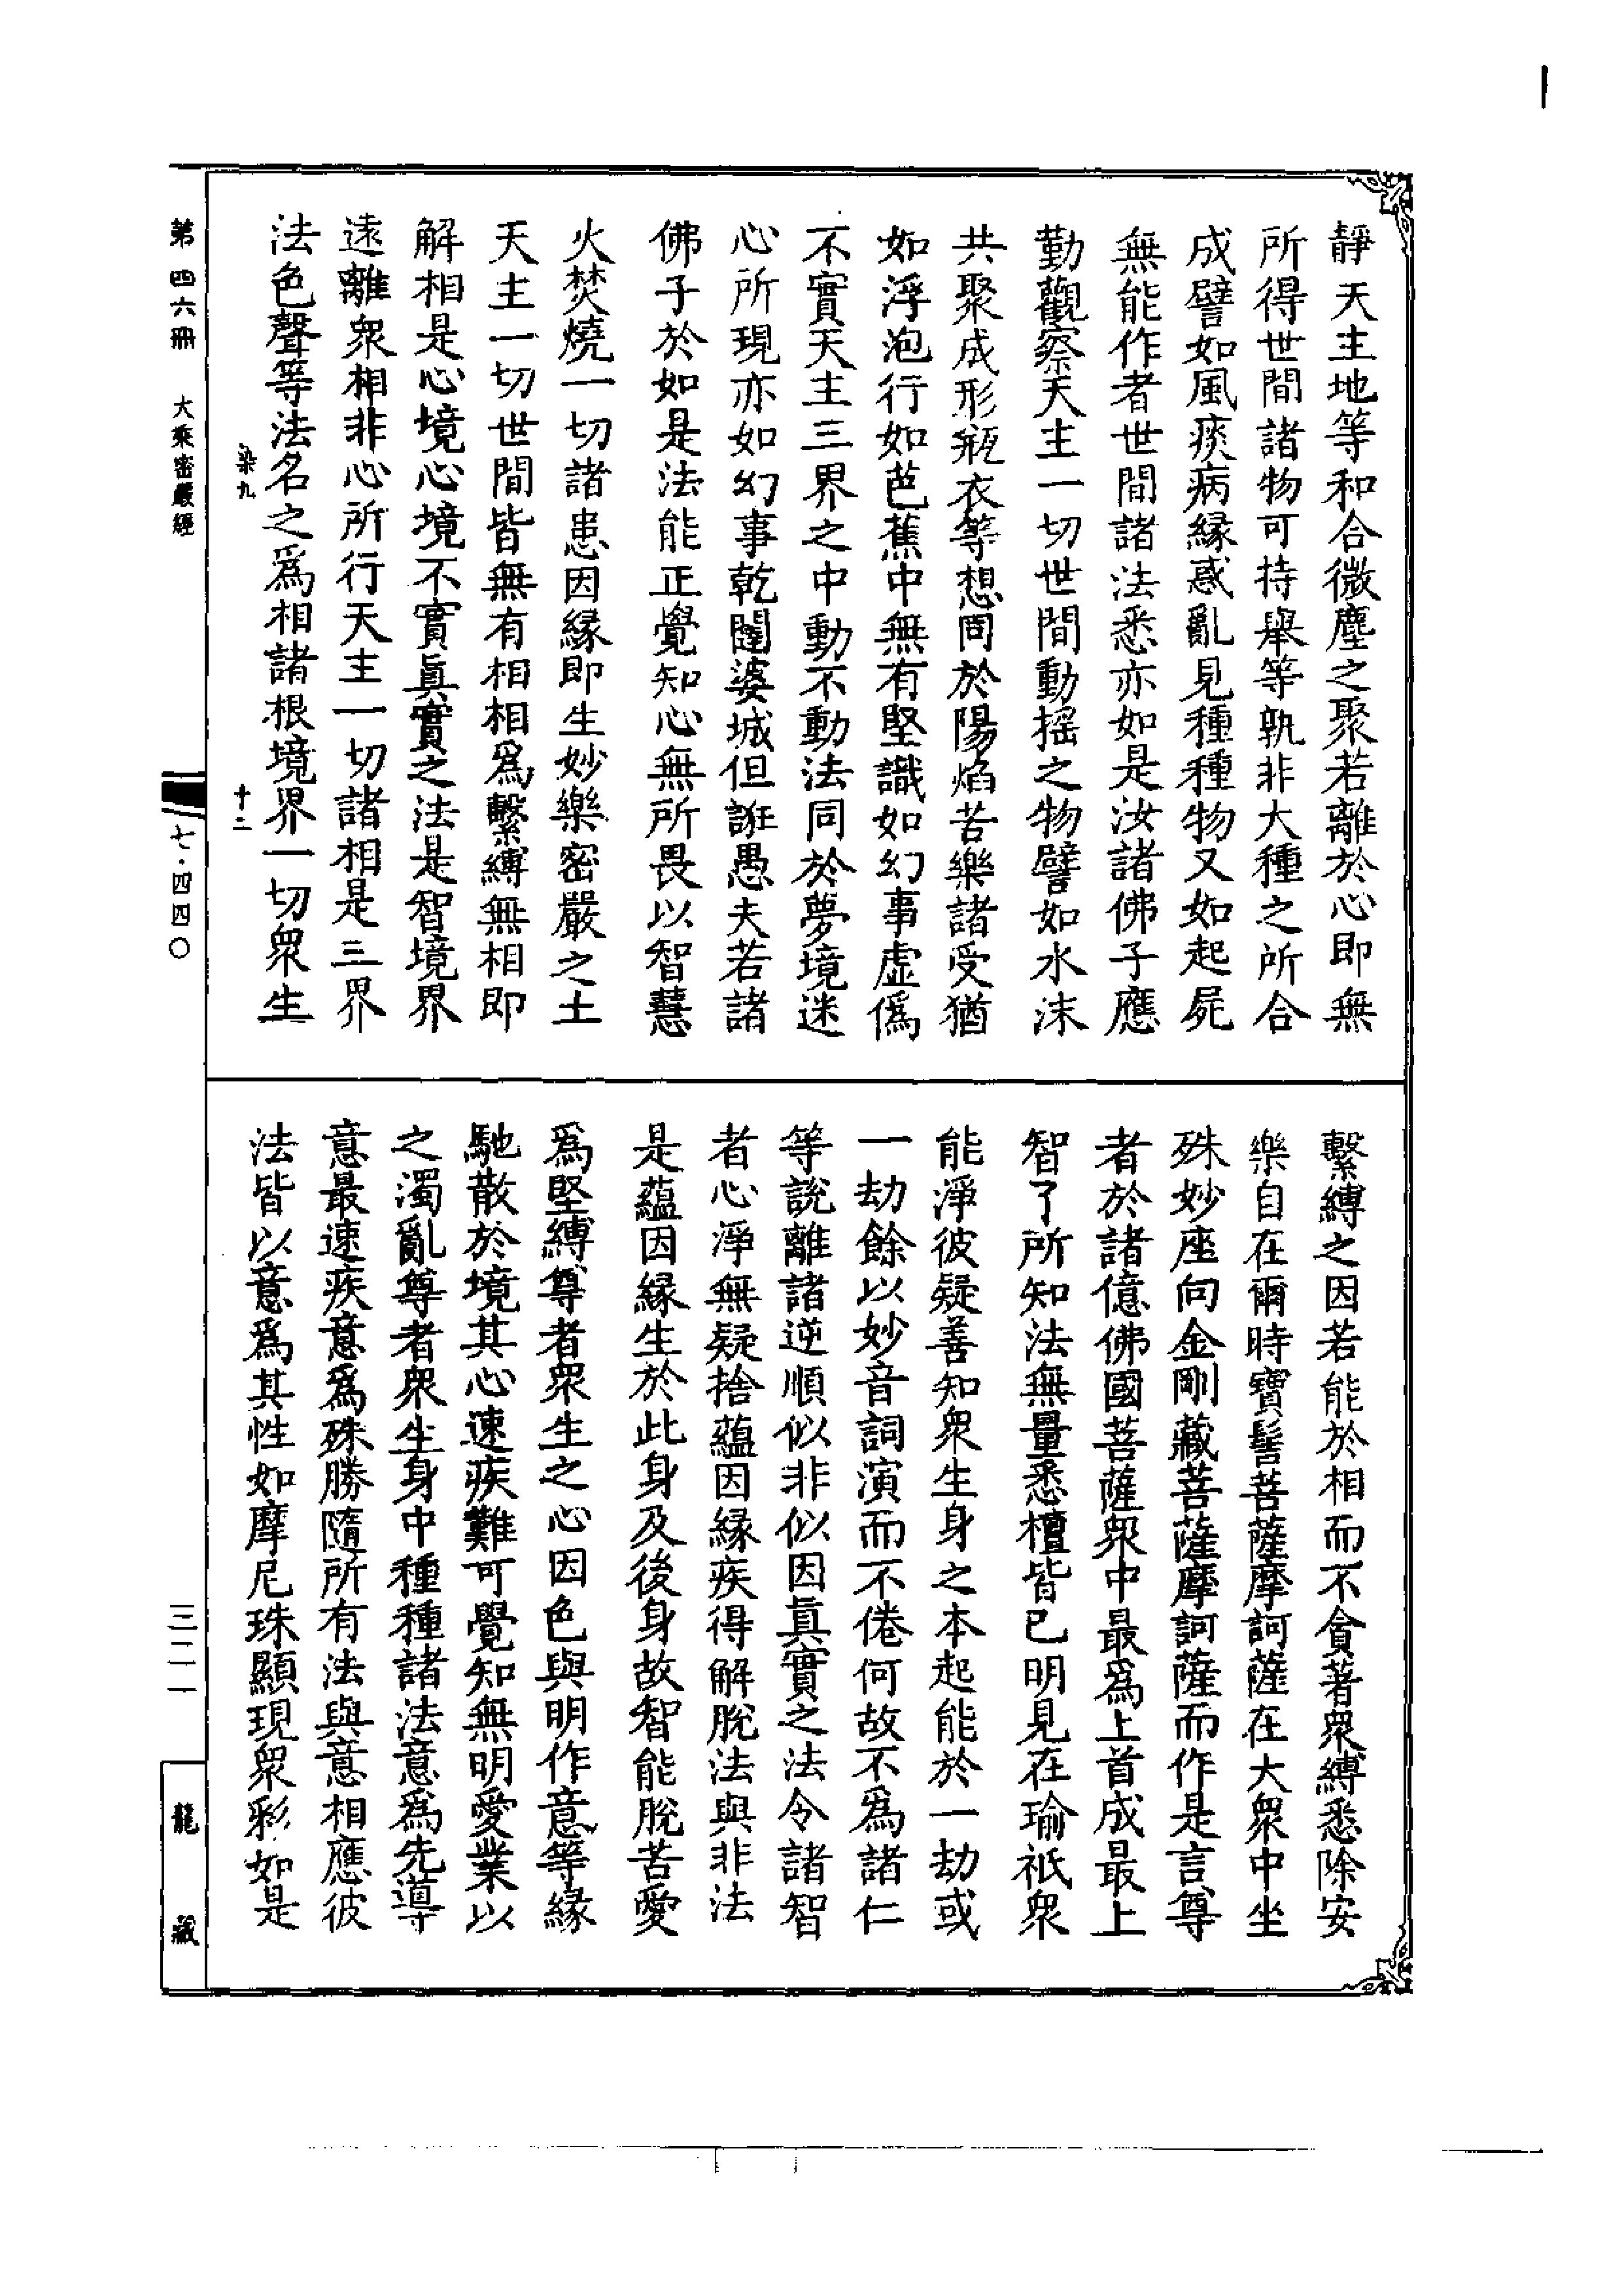 靜天主地等和合微塵之聚若離於心即無
所得世間諸物可持舉等孰非大種之所合
成譬如風痰病緣惑亂見種種物又如起屍
無能作者世間諸法悉亦如是汝諸佛子應
勤觀察天主一切世間動搖之物譬如水沫
共聚成形瓶衣等想同於陽焰苦樂諸受猶
如浮泡行如芭蕉中無有堅識如幻事虛偽
不實天主三界之中動不動法同於夢境迷
心所現亦如幻事乾闥婆城但誑愚夫若諸
佛子於如是法能正覺知心無所畏以智慧
火焚燒一切諸患因緣即生妙樂密嚴之土
天主一切世間皆無有相相爲繫縛無相即
解相是心境心境不實眞實之法是智境界
遠離衆相非心所行天主一切諸相是三界
法色聲等法名之爲相諸根境界一切衆生
繫縛之因若能於相而不貪著衆縛悉除安
樂自在爾時寶髻菩薩摩訶薩在大衆中坐
殊妙座向金剛藏菩薩摩訶薩而作是言尊
者於諸億佛國菩薩衆中最爲上首成最上
智了所知法無量悉檀皆已明見在瑜祇衆
能淨彼疑善知衆生身之本起能於一劫或
一劫餘以妙音詞演而不倦何故不爲諸仁
等說離諸逆順似非似因眞實之法令諸智
者心淨無疑捨蘊因緣疾得解脫法與非法
是蘊因緣生於此身及後身故智能脫苦愛
爲堅縛尊者衆生之心因色與明作意等緣
馳散於境其心速疾難可覺知無明愛業以
之濁亂尊者衆生身中種種諸法意爲先導
意最速疾意爲殊勝隨所有法與意相應彼
法皆以意爲其性如摩尼珠顯現衆彩如是
染九
十二
第四六冊 大乘密嚴經
七·四四〇
三二一
龍藏